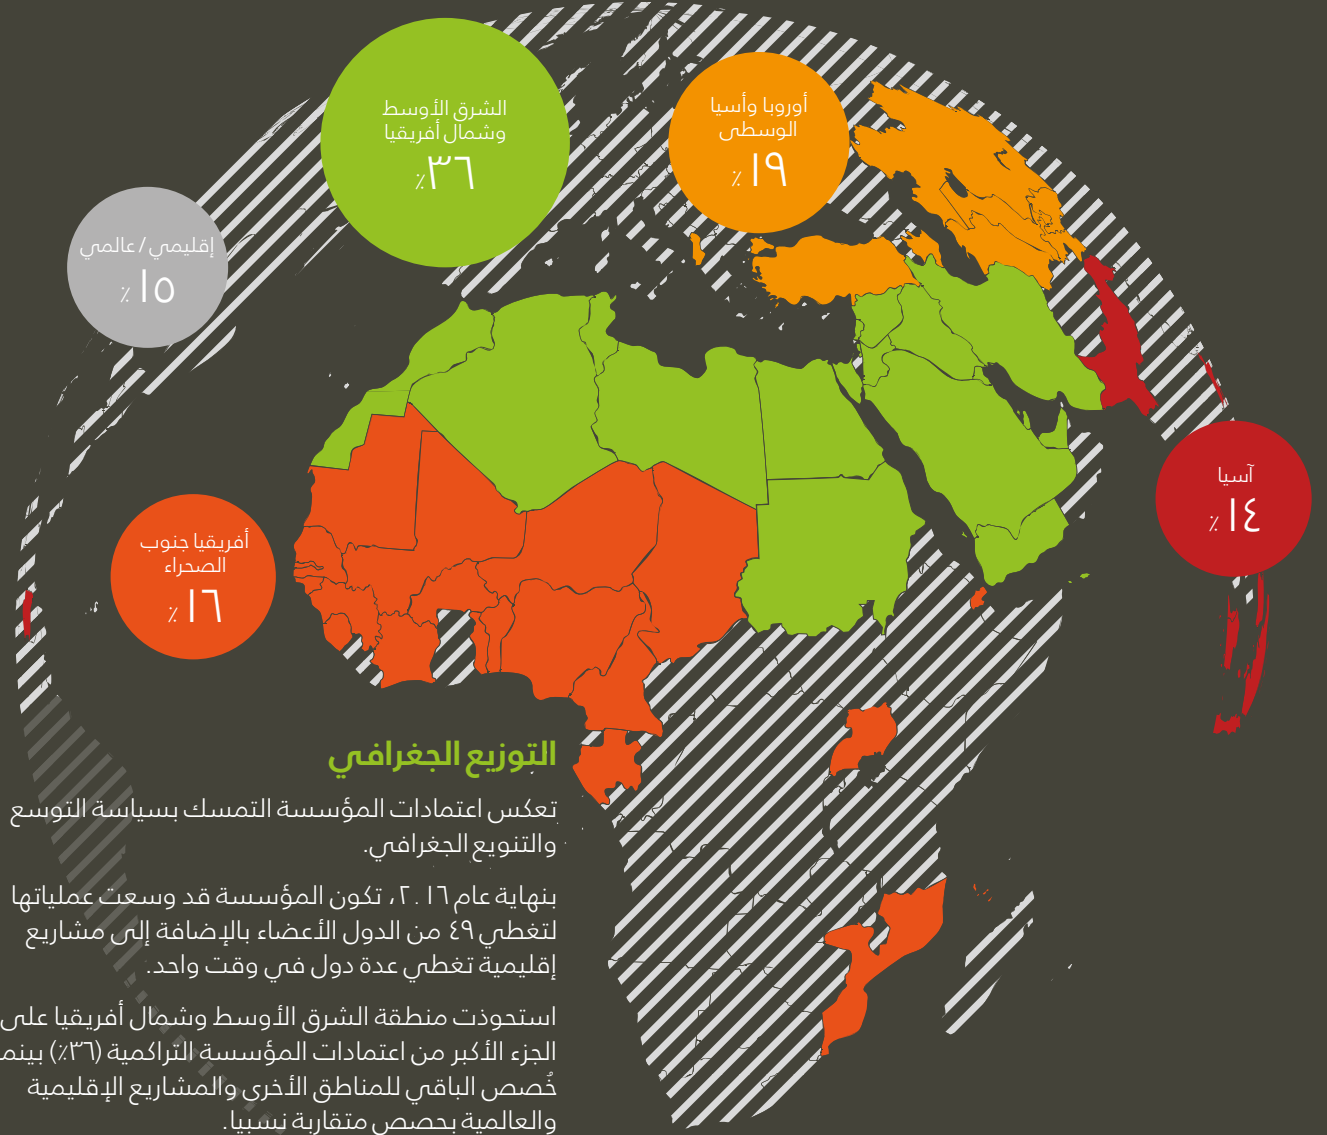 الشرق الأوسط
وشمال أفريقيا
٣٦٪
أوروبا وأسيا
الوسطى
١٩ ٪
إقليمي / عالمي
١٥ ٪
آسيا
١٤ ٪
أفريقيا جنوب
الصحراء
١٦ ٪
التوزيع الجغرافي
تعكس اعتمادات المؤسسة التمسك بسياسة التوسع
والتنويع الجغرافي.
بنهاية عام ٢٠١٦، تكون المؤسسة قد وسعت عملياتها
لتغطي ٤٩ من الدول الأعضاء بالإضافة إلى مشاريع
إقليمية تغطي عدة دول في وقت واحد.
استحوذت منطقة الشرق الأوسط وشمال أفريقيا على
الجزء الأكبر من اعتمادات المؤسسة التراكمية (٣٦٪) بينم
خُصص الباقي للمناطق الأخرى والمشاريع الإقليمية
والعالمية بحصص متقاربة نسبيا.